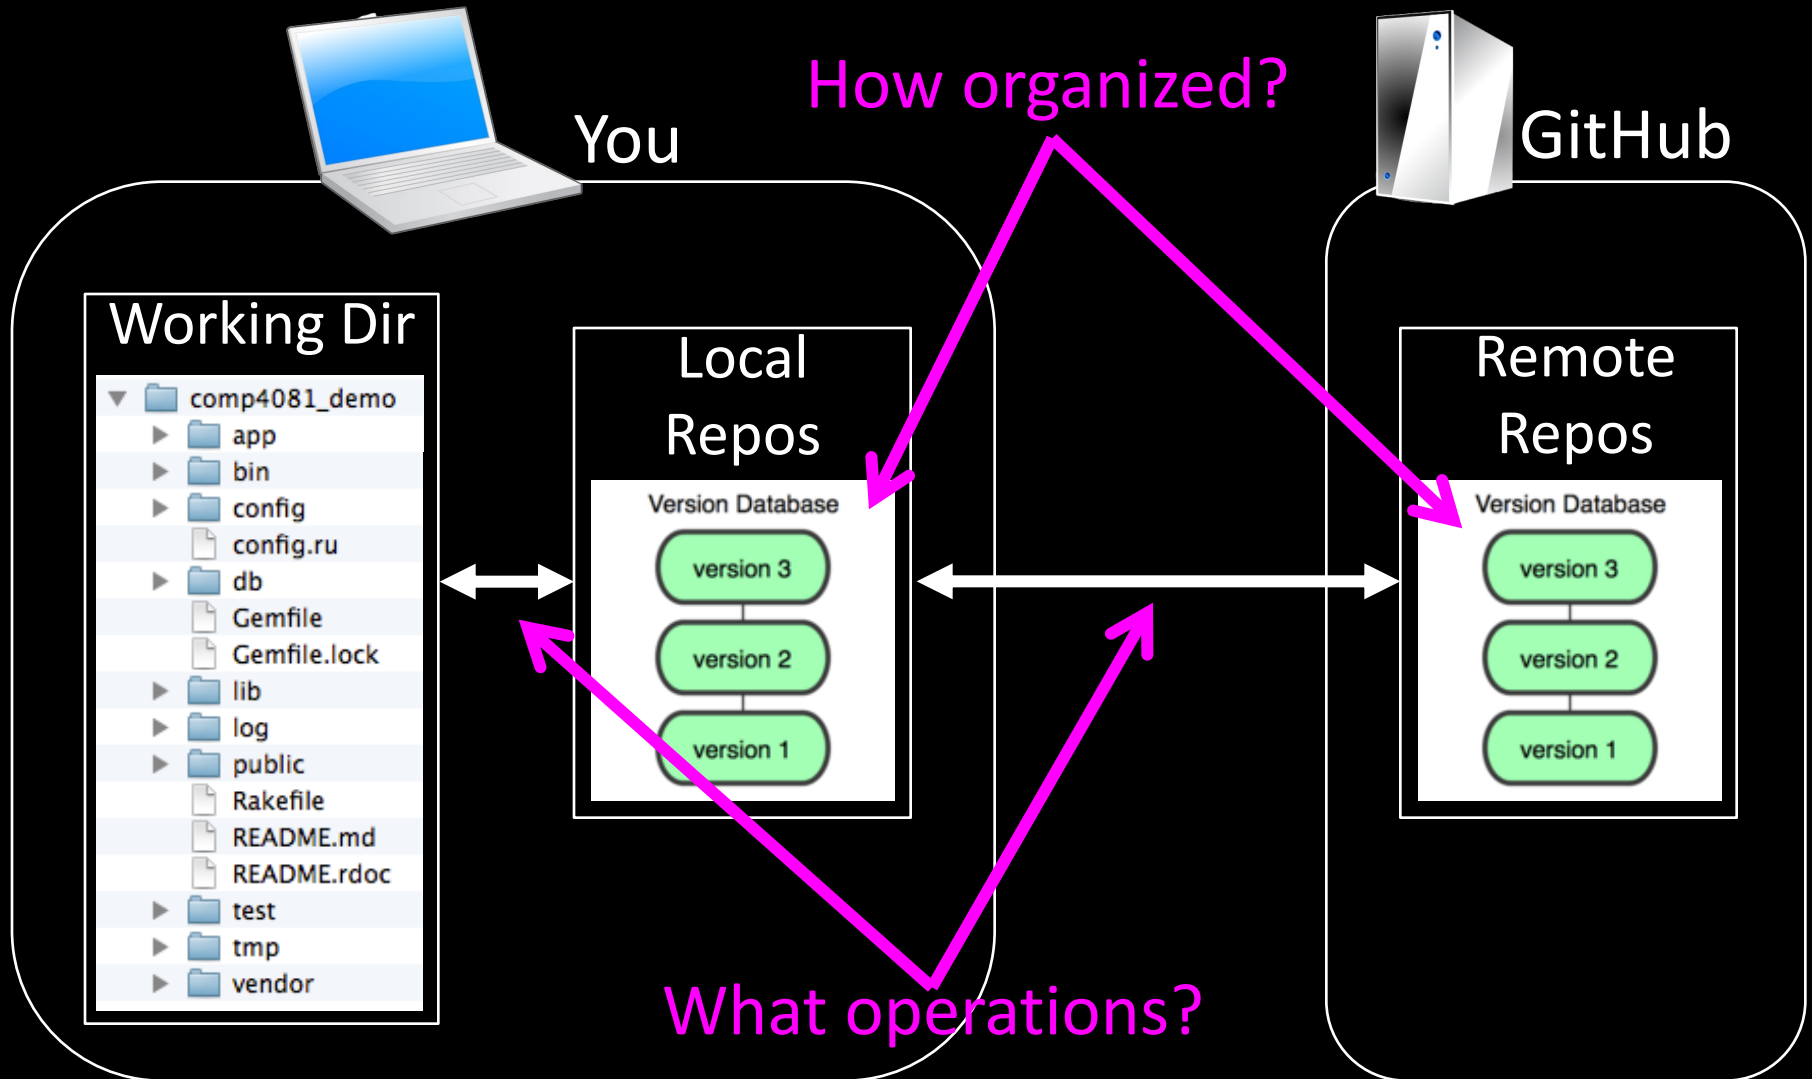 You
How organized?
GitHub
Working Dir
comp4081_demo
app
bin
config
config.ru
db
Gemfile
Gemfile.lock
lib
log
public
Rakefile
README.md
README.rdoc
test
tmp
vendor
Local
Repos
Version Database
version 3
version 2
version 1
Remote
Repos
Version Database
version 3
version 2
version 1
What operations?